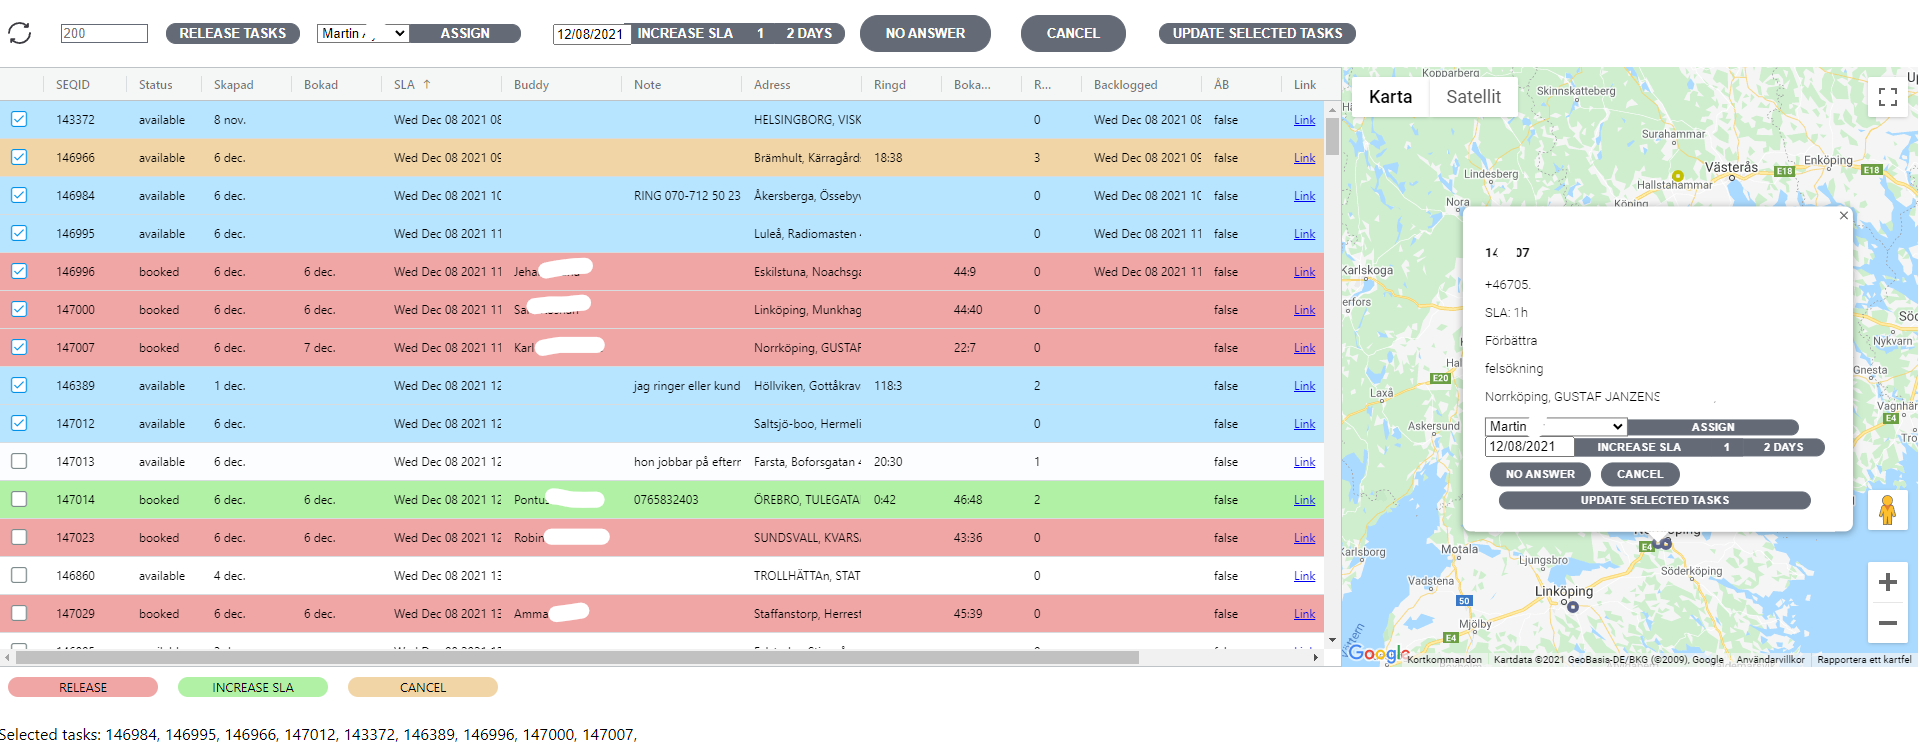 200 RELEASE TASKS Martin ASSIGN 12/08/2021 INCREASE SLA 1 2 DAYS NO ANSWER CANCEL UPDATE SELECTED TASKS
SEQID Status Skapad Bokad SLA ↑ Buddy Note Adress Ringd Boka... R... Backlogged ÅB Link
143372 available 8 nov. Wed Dec 08 2021 08 HELSINGBORG, VISK 0 Wed Dec 08 2021 08 false Link
146966 available 6 dec. Wed Dec 08 2021 09 Brämhult, Kärragård 18:38 3 Wed Dec 08 2021 09 false Link
146984 available 6 dec. Wed Dec 08 2021 10 RING 070-712 50 23 Åkersberga, Össeby 0 Wed Dec 08 2021 10 false Link
146995 available 6 dec. Wed Dec 08 2021 11 Luleå, Radiomasten 0 Wed Dec 08 2021 11 false Link
146996 booked 6 dec. 6 dec. Wed Dec 08 2021 11 Jeha Eskilstuna, Noachsga 44:9 0 Wed Dec 08 2021 11 false Link
147000 booked 6 dec. 6 dec. Wed Dec 08 2021 11 Linköping, Munkhag 44:40 0 false Link
147007 booked 6 dec. 7 dec. Wed Dec 08 2021 11 Karl Norrköping, GUSTAF 22:7 0 false Link
146389 available 1 dec. Wed Dec 08 2021 12 jag ringer eller kund Höllviken, Gottåkrav 118:3 2 false Link
147012 available 6 dec. Wed Dec 08 2021 12 Saltsjö-boo, Hermeli 0 false Link
147013 available 6 dec. Wed Dec 08 2021 12 hon jobbar på efterm Farsta, Boforsgatan 20:30 1 false Link
147014 booked 6 dec. 6 dec. Wed Dec 08 2021 12 Pontu 0765832403 ÖREBRO, TULEGATA 0:42 46:48 2 false Link
147023 booked 6 dec. 6 dec. Wed Dec 08 2021 12 Robin SUNDSVALL, KVARS 43:36 0 false Link
146860 available 4 dec. Wed Dec 08 2021 13 TROLLHÄTTAn, STAT 0 false Link
147029 booked 6 dec. 6 dec. Wed Dec 08 2021 13 Amma Staffanstorp, Herrest 45:39 0 false Link
RELEASE INCREASE SLA CANCEL
Selected tasks: 146984, 146995, 146966, 147012, 143372, 146389, 146996, 147000, 147007,
Karta Satellit
Kopparberg
Skinnskatteberg
Surahammar
Västerås
E18
Enköping
E18
Lindesberg
Hallstahammar
Nora
Köping
Karlskoga
E20
Laxå
Askersund
Nykvarn
Gnesta
E4
14 07
+46705.
SLA: 1h
Förbättra
felsökning
Norrköping, GUSTAF JANZENS
Martin ASSIGN
12/08/2021 INCREASE SLA 1 2 DAYS
NO ANSWER CANCEL
UPDATE SELECTED TASKS
Karlsborg
Motala
E4
Ljungsbro
Söderköping
Vadstena
Linköping
50
Mjölby
E4
Google
Kortkommandon Kartdata ©2021 GeoBasis-DE/BKG (©2009), Google Användarvillkor Rapportera ett kartfel